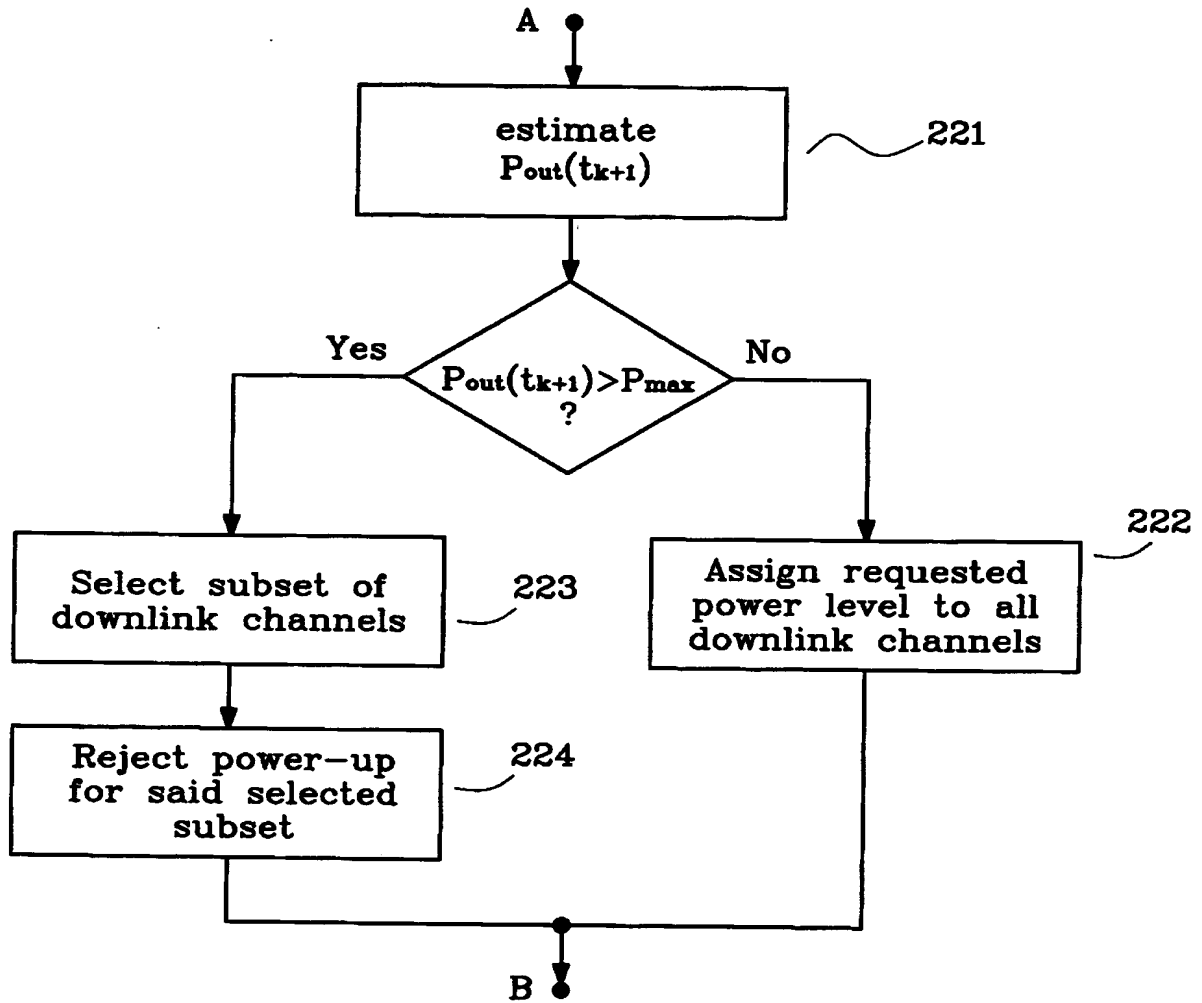 A
estimate
Pout(tk+1)
221
Yes
No
Pout(tk+1)>Pmax
?
222
Select subset of
downlink channels
223
Assign requested
power level to all
downlink channels
Reject power-up
for said selected
subset
224
B